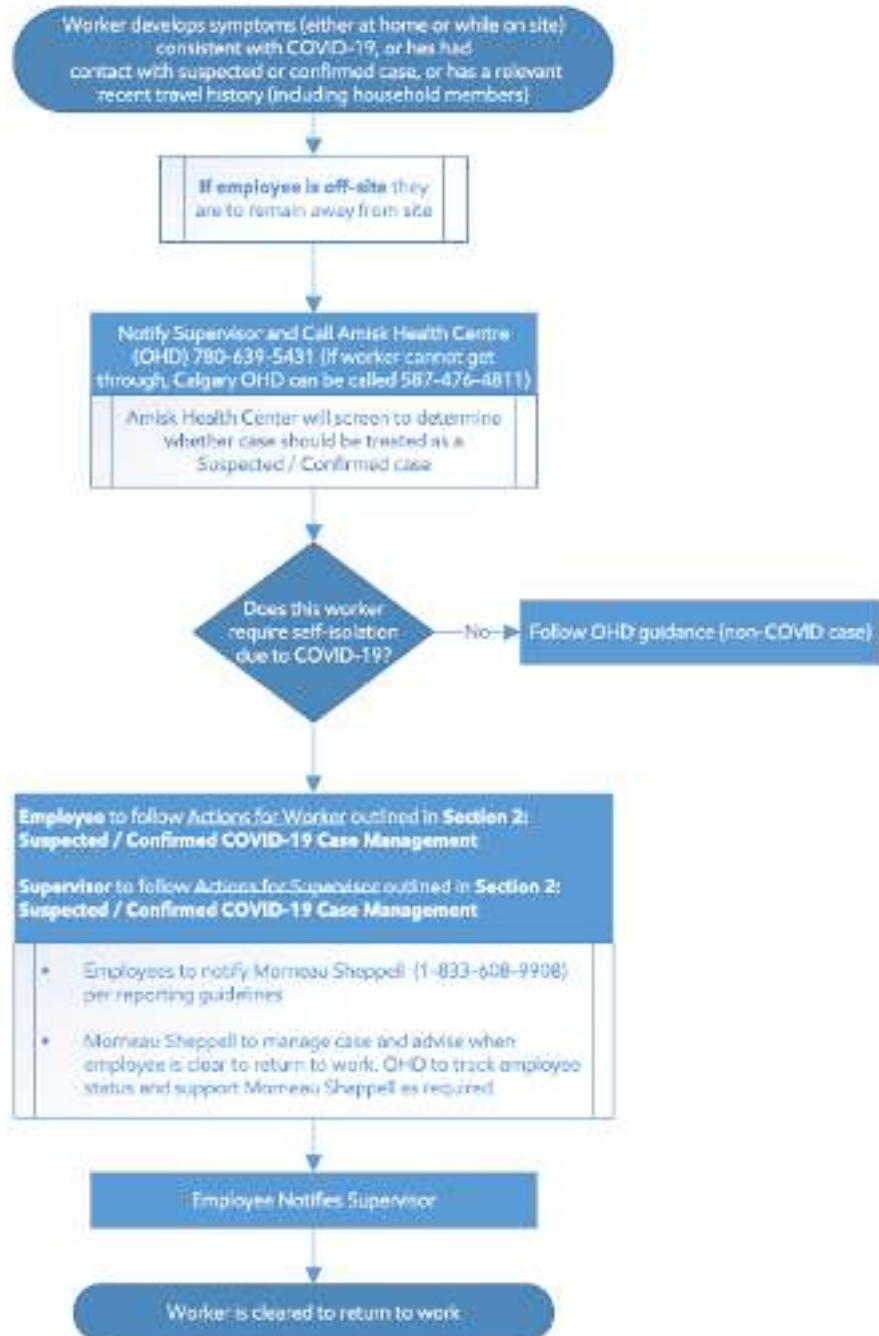 Worker develops symptoms (either at home or while on site)
consistent with COVID-19, or has had
contact with suspected or confirmed case, or has a relevant
recent travel history (including household members)
If employee is off-site they
are to remain away from site
Notify Supervisor and Call Amisk Health Centre
(OHD) 780-639-5431 (If worker cannot get
through, Calgary OHD can be called 587-476-4811)
Amisk Health Center will screen to determine
whether case should be treated as a
Suspected / Confirmed case
Does this worker
require self-isolation
due to COVID-19?
No
Follow OHD guidance (non-COVID case)
Employee to follow Actions for Worker outlined in Section 2:
Suspected / Confirmed COVID-19 Case Management
Supervisor to follow Actions for Supervisor outlined in Section 2:
Suspected / Confirmed COVID-19 Case Management
• Employees to notify Morneau Sheppell (1-833-608-9908)
per reporting guidelines
• Morneau Sheppell to manage case and advise when
employee is clear to return to work. OHD to track employee
status and support Morneau Sheppell as required
Employee Notifies Supervisor
Worker is cleared to return to work